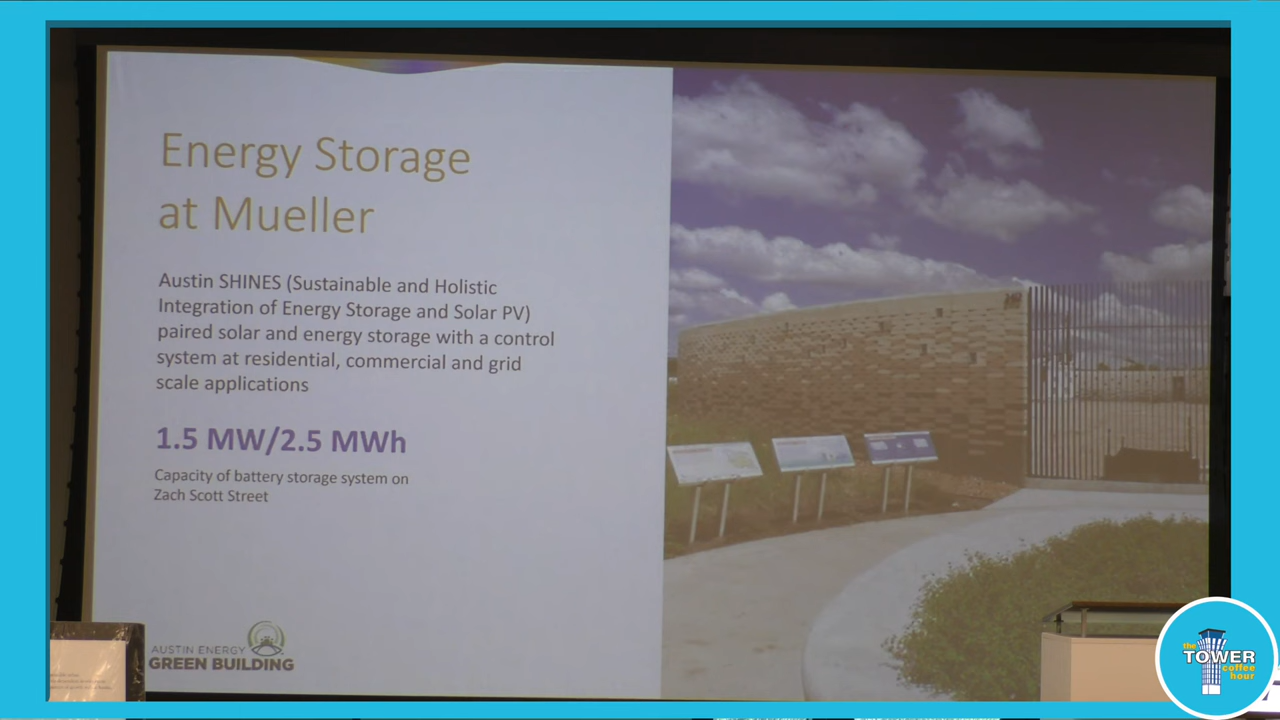 Energy Storage
at Mueller
Austin SHINES (Sustainable and Holistic
Integration of Energy Storage and Solar PV)
paired solar and energy storage with a control
system at residential, commercial and grid
scale applications
1.5 MW/2.5 MWh
Capacity of battery storage system on
Zach Scott Street
AUSTIN ENERGY
GREEN BUILDING
the
TOWER
coffee
hour